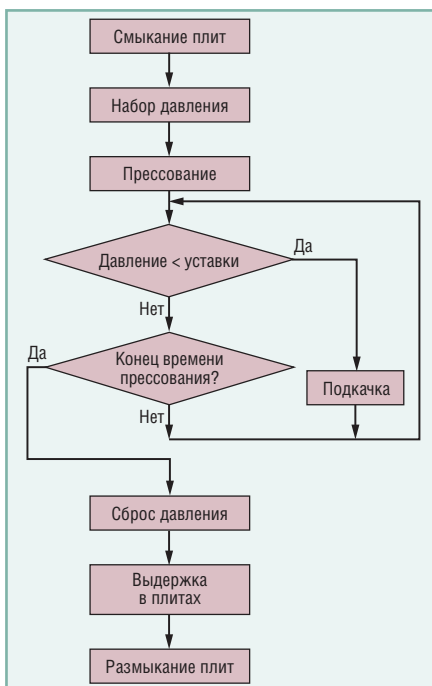 Смыкание плит
Набор давления
Прессование
Давление < уставки
Да
Нет
Да
Конец времени
прессования?
Подкачка
Нет
Сброс давления
Выдержка
в плитах
Размыкание плит